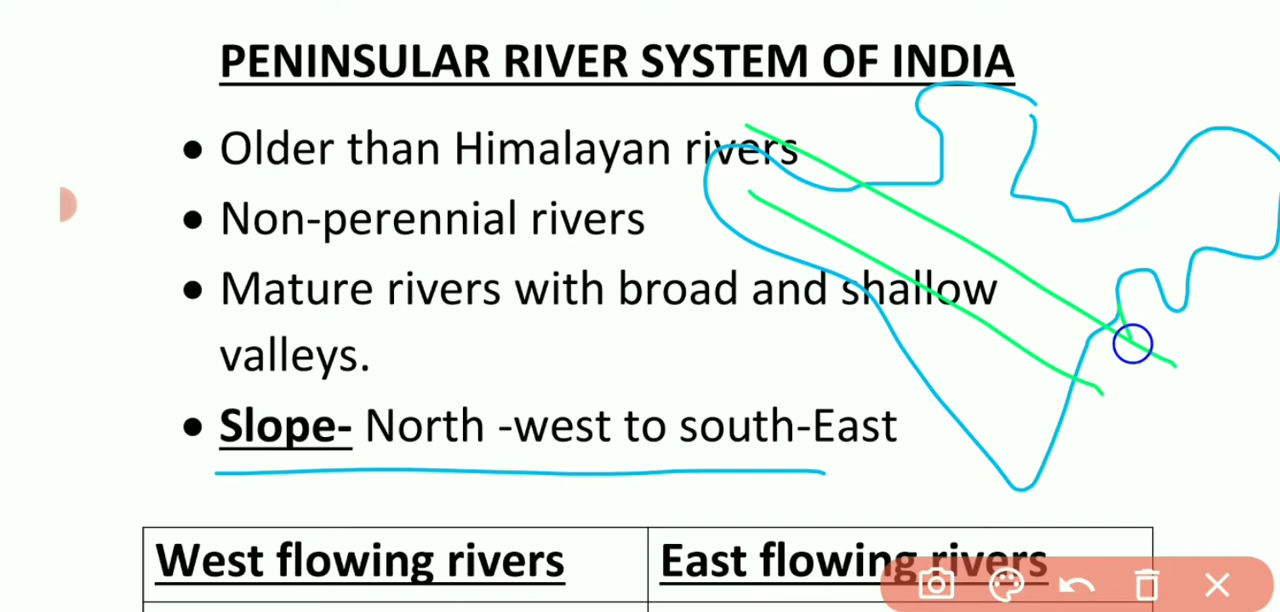 PENINSULAR RIVER SYSTEM OF INDIA
• Older than Himalayan rivers
• Non-perennial rivers
• Mature rivers with broad and shallow
valleys.
• Slope- North -west to south-East
West flowing rivers
East flowing rivers